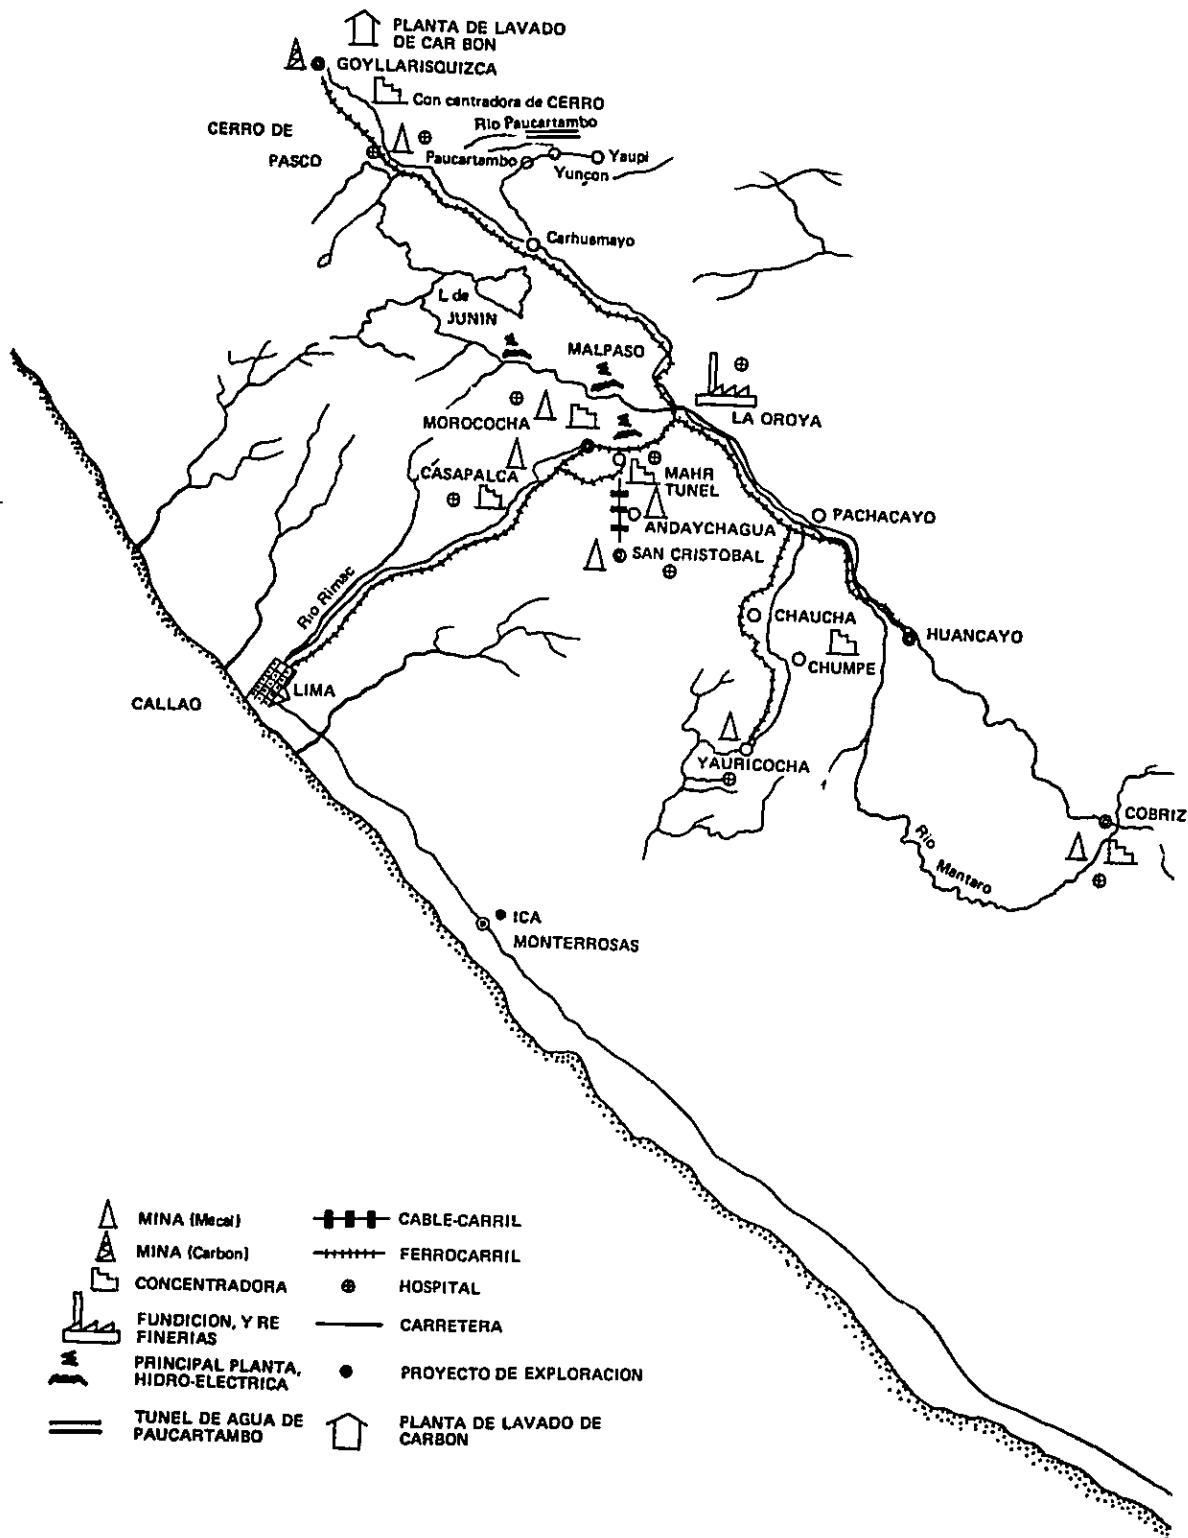 PLANTA DE LAVADO
DE CAR BON
GOYLLARISQUIZCA
Con centradora de CERRO
Rio Paucartambo
CERRO DE
PASCO
Paucartambo
Yaupi
Yuncon
Carhusmayo
L de
JUNIN
MALPASO
LA OROYA
MOROCOCHA
CASAPALCA
MAHR
TUNEL
ANDAYCHAGUA
PACHACAYO
SAN CRISTOBAL
Rio Rimac
CHAUCHA
HUANCAYO
CHUMPE
LIMA
CALLAO
YAURICOCHA
COBRIZ
Rio
Mantaro
ICA
MONTERROSAS
MINA (Mecal)
CABLE-CARRIL
MINA (Carbon)
FERROCARRIL
CONCENTRADORA
HOSPITAL
FUNDICION, Y RE
FINERIAS
CARRETERA
PRINCIPAL PLANTA,
HIDRO-ELECTRICA
PROYECTO DE EXPLORACION
TUNEL DE AGUA DE
PAUCARTAMBO
PLANTA DE LAVADO DE
CARBON